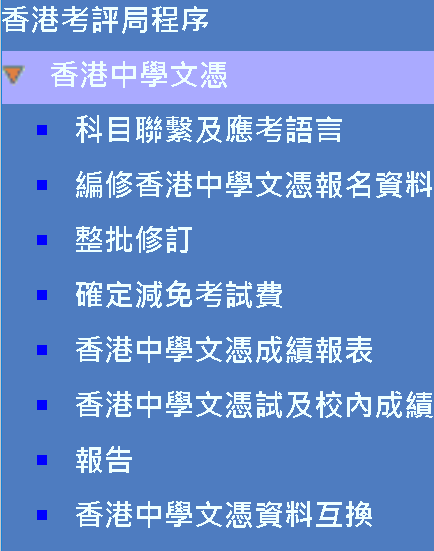 香港考評局程序
香港中學文憑
科目聯繫及應考語言
編修香港中學文憑報名資料
整批修訂
確定減免考試費
香港中學文憑成績報表
香港中學文憑試及校內成績
報告
香港中學文憑資料互換